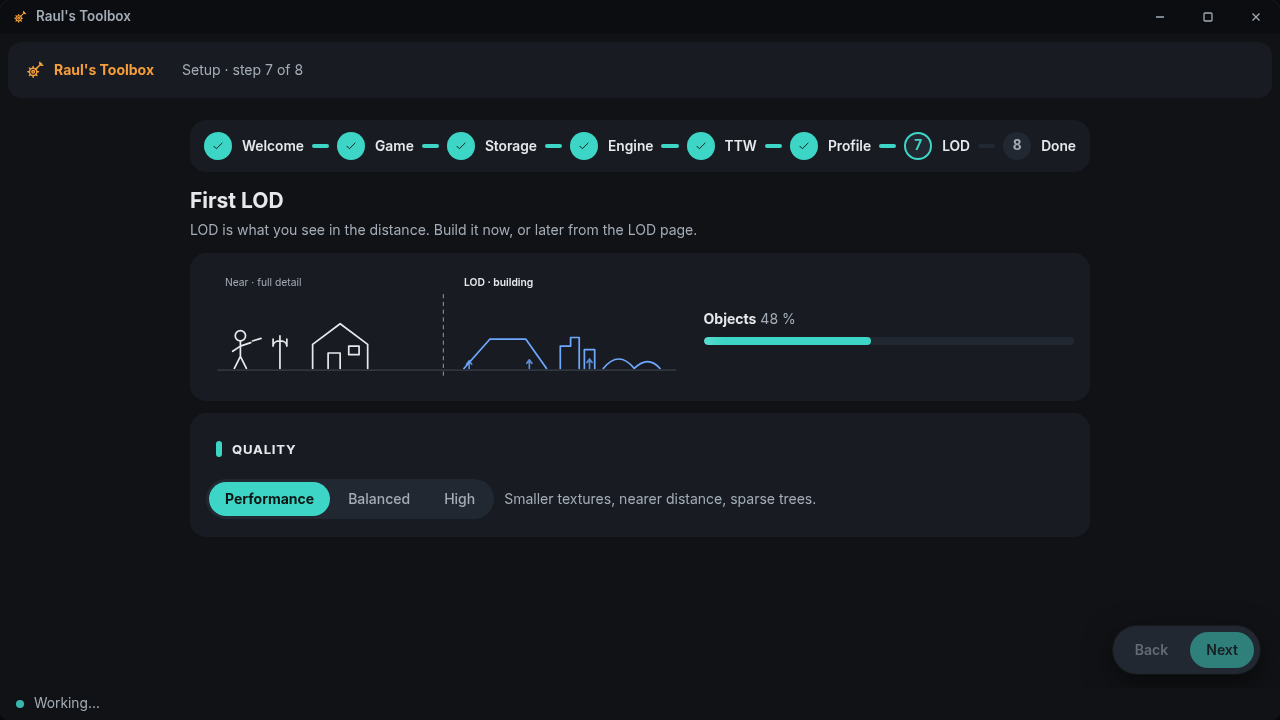 Raul's Toolbox
Raul's Toolbox Setup · step 7 of 8
Welcome Game Storage Engine TTW Profile 7 LOD 8 Done
First LOD
LOD is what you see in the distance. Build it now, or later from the LOD page.
Near · full detail LOD · building
Objects 48 %
QUALITY
Performance Balanced High Smaller textures, nearer distance, sparse trees.
Back Next
Working...